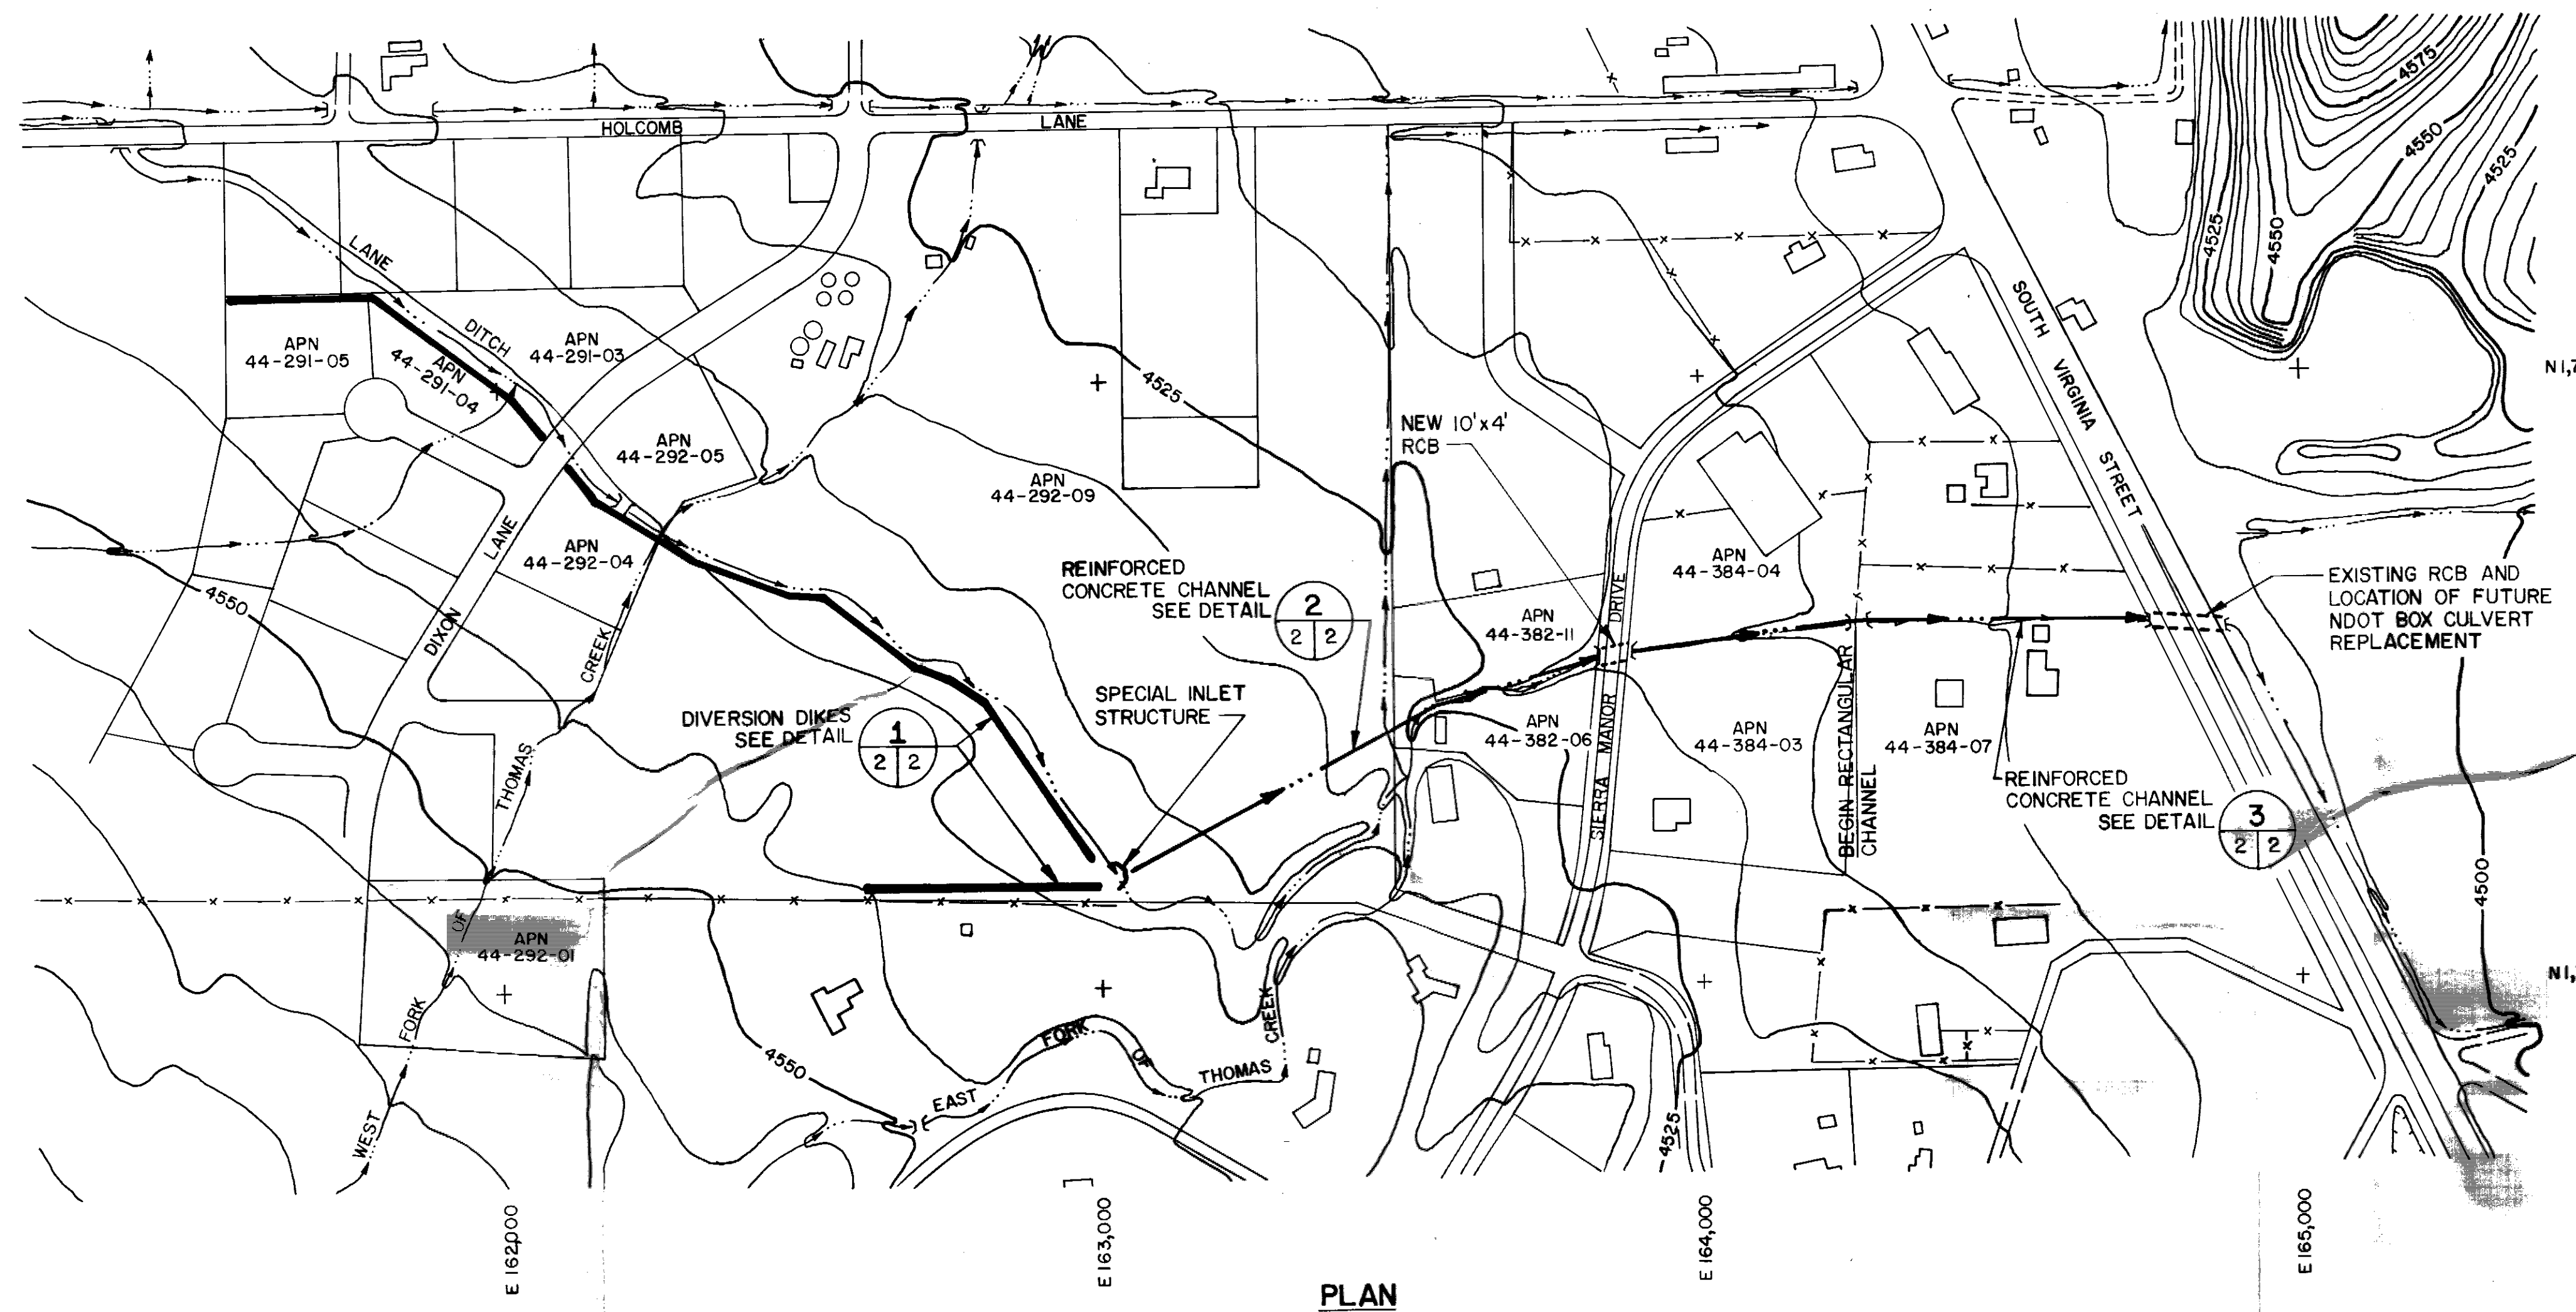 HOLCOMB
LANE
4575
4550
4525
4525
4550
LANE
DITCH
SOUTH VIRGINIA STREET
APN
44-291-05
APN
44-291-04
APN
44-291-03
4525
APN
44-292-05
APN
44-292-09
NEW 10'x4'
RCB
APN
44-292-04
LANE
DIXON
4550
CREEK
THOMAS
REINFORCED
CONCRETE CHANNEL
SEE DETAIL
2
2 2
APN
44-382-11
DRIVE
APN
44-384-04
EXISTING RCB AND
LOCATION OF FUTURE
NDOT BOX CULVERT
REPLACEMENT
DIVERSION DIKES
SEE DETAIL
1
2 2
SPECIAL INLET
STRUCTURE
APN
44-382-06
SIERRA MANOR
APN
44-384-03
BEGIN RECTANGULAR
CHANNEL
APN
44-384-07
REINFORCED
CONCRETE CHANNEL
SEE DETAIL
3
2 2
4500
OF
APN
44-292-01
FORK
WEST
4550
EAST
FORK
OF
THOMAS
CREEK
4525
N 1,
E 162,000
E 163,000
E 164,000
E 165,000
PLAN